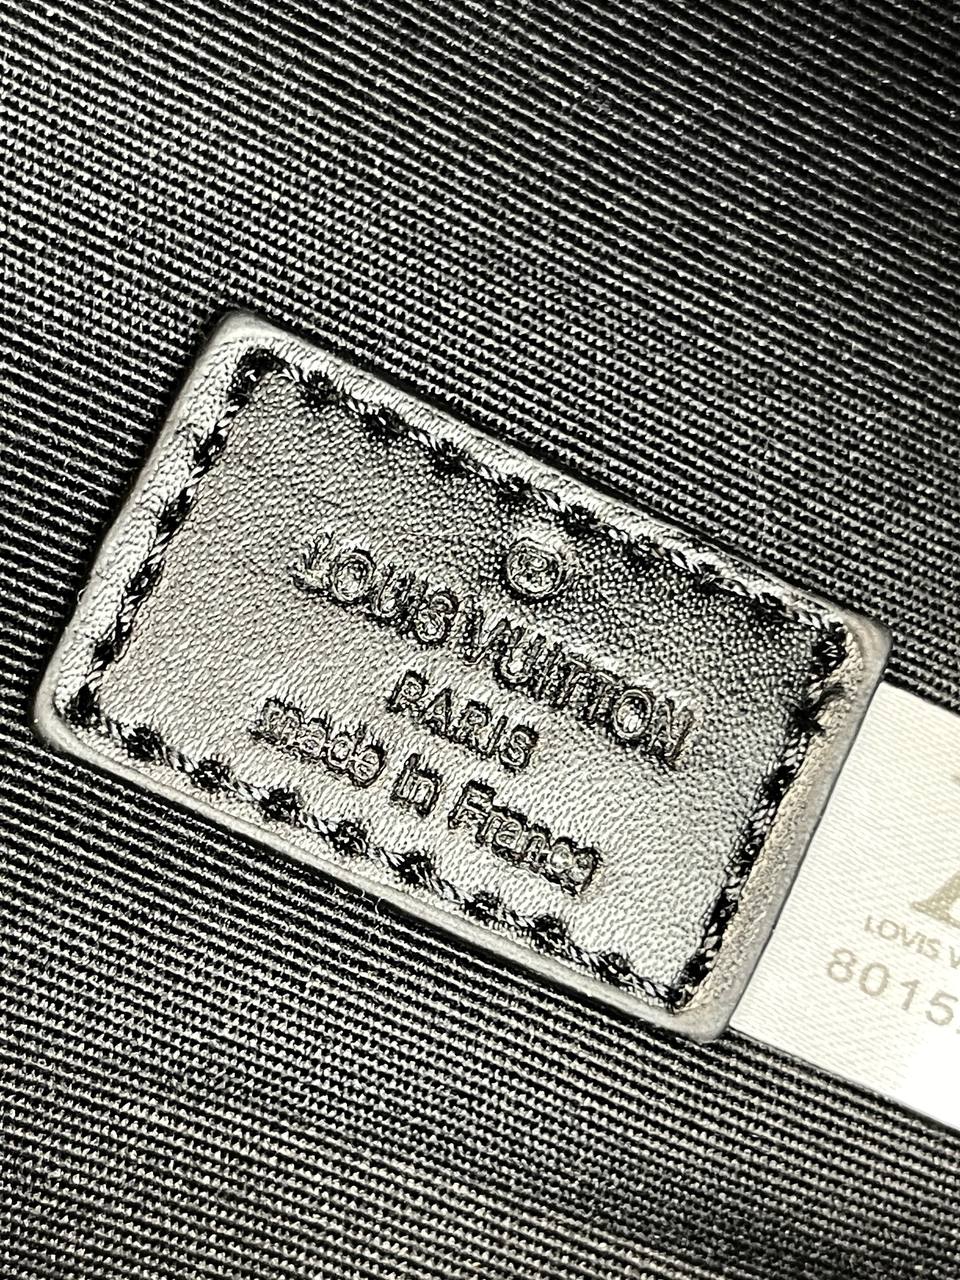 ®
LOUIS VUITTON
PARIS
made in France
LOVIS V
8015